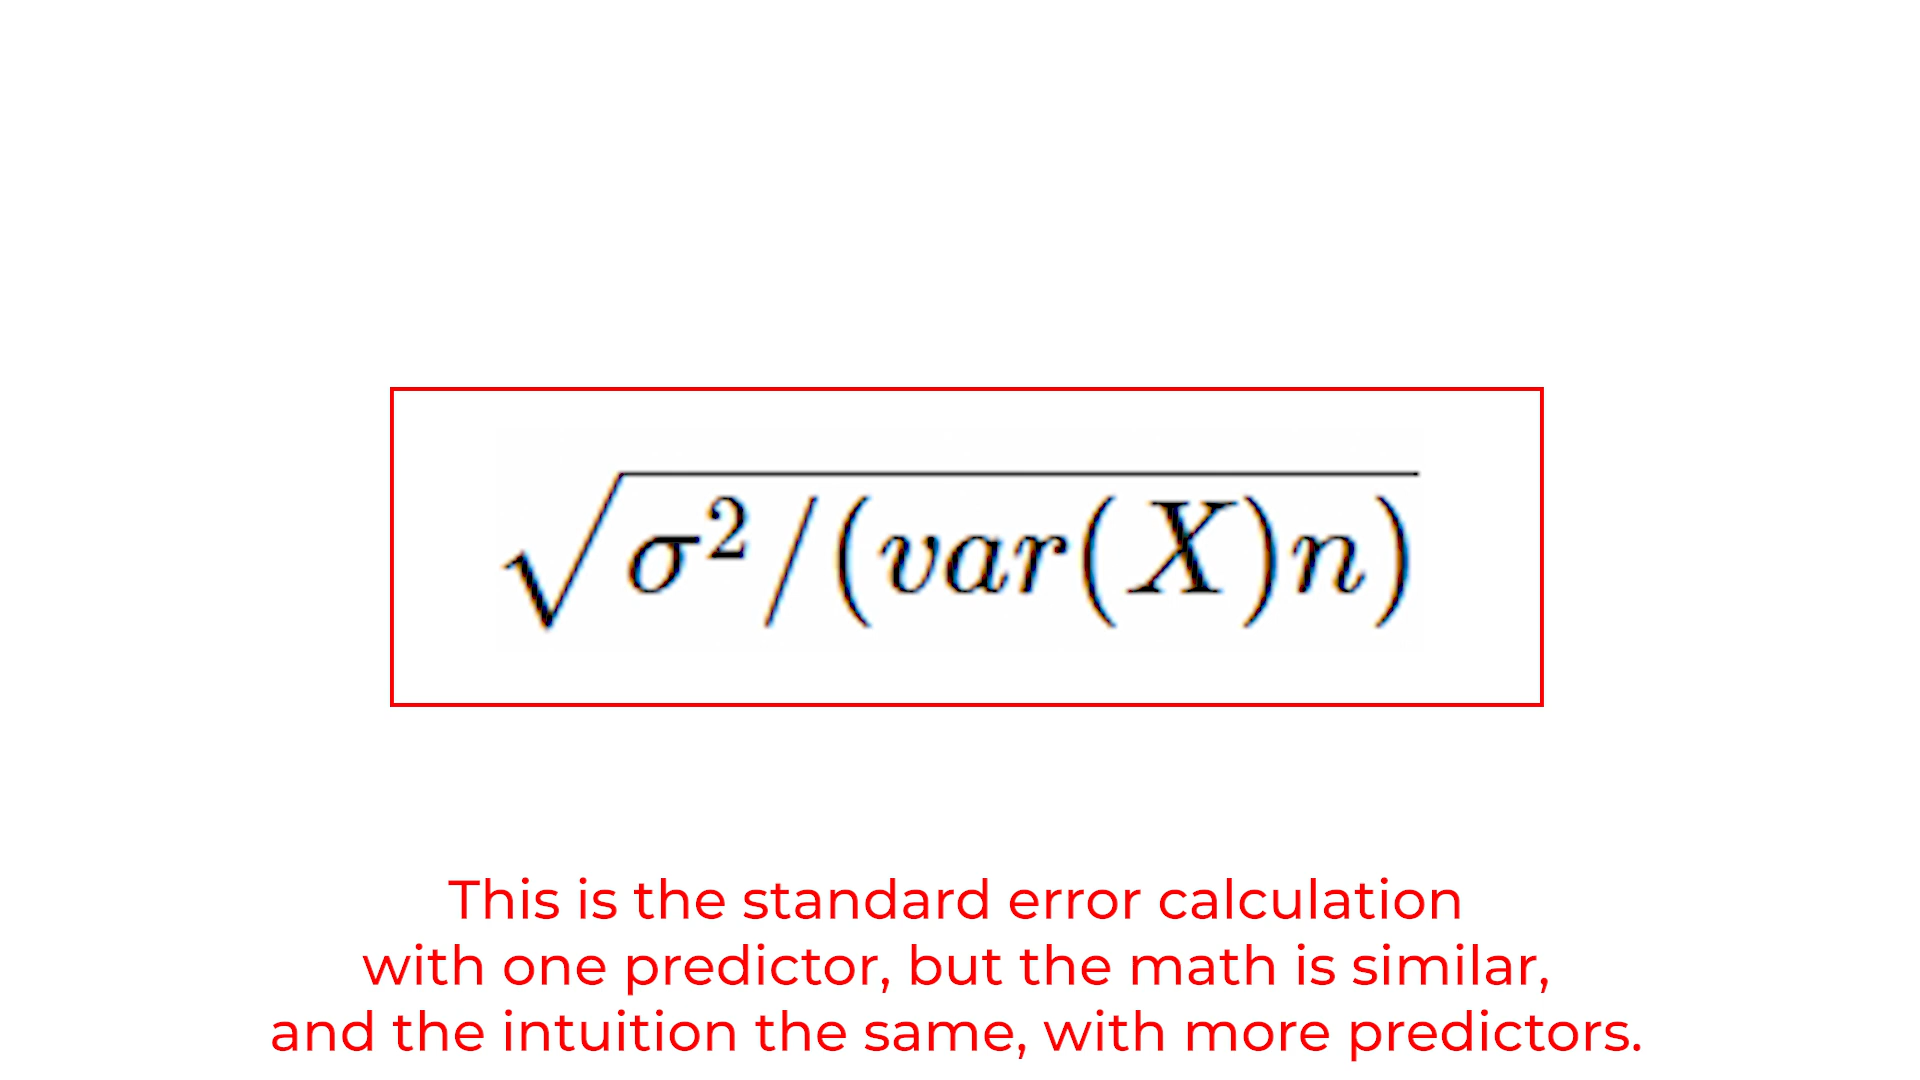 √σ²/(var(X)n)
This is the standard error calculation
with one predictor, but the math is similar,
and the intuition the same, with more predictors.